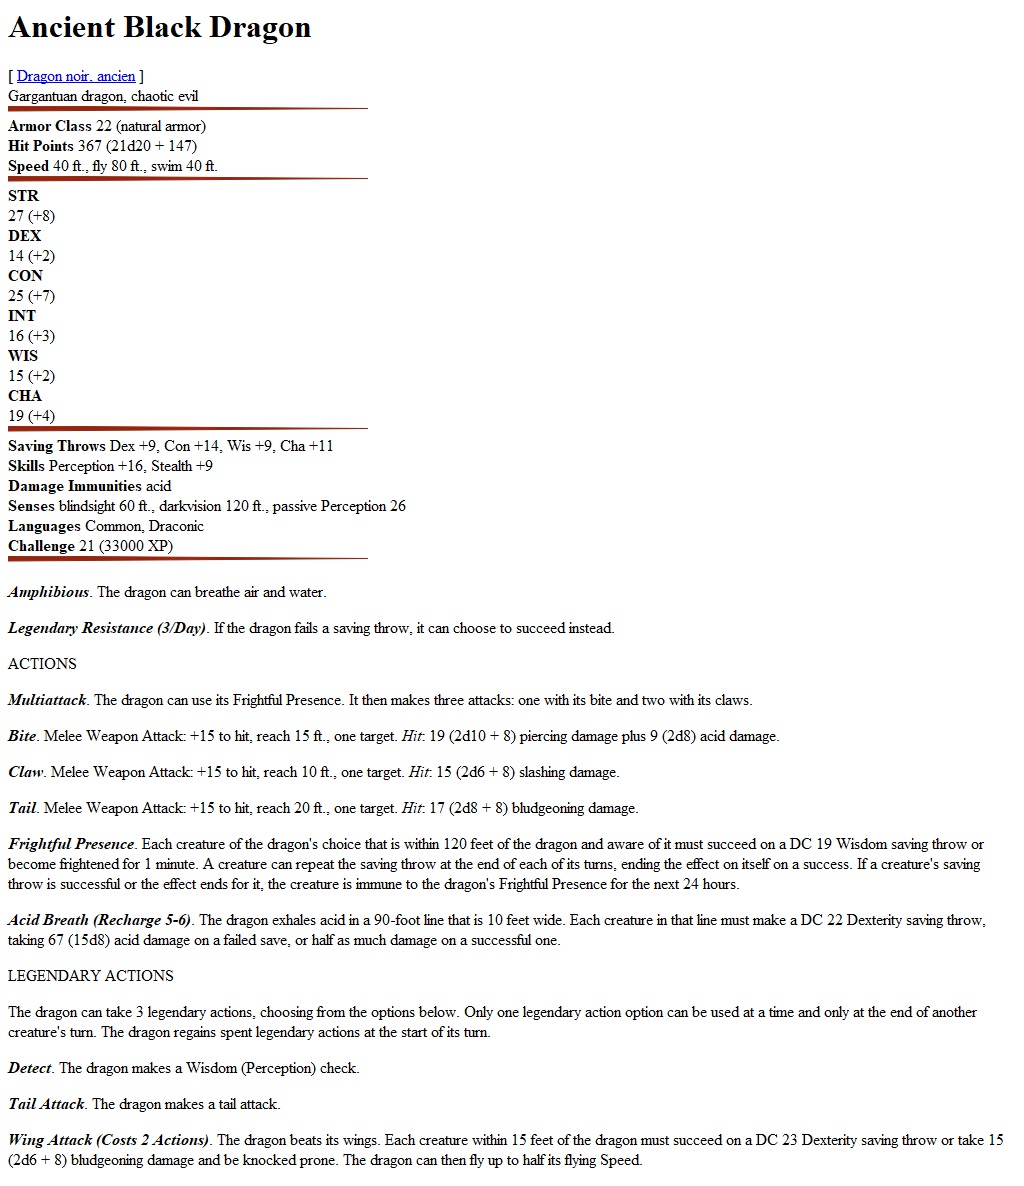 Ancient Black Dragon
[ Dragon noir, ancien ]
Gargantuan dragon, chaotic evil
Armor Class 22 (natural armor)
Hit Points 367 (21d20 + 147)
Speed 40 ft., fly 80 ft., swim 40 ft.
STR
27 (+8)
DEX
14 (+2)
CON
25 (+7)
INT
16 (+3)
WIS
15 (+2)
CHA
19 (+4)
Saving Throws Dex +9, Con +14, Wis +9, Cha +11
Skills Perception +16, Stealth +9
Damage Immunities acid
Senses blindsight 60 ft., darkvision 120 ft., passive Perception 26
Languages Common, Draconic
Challenge 21 (33000 XP)
Amphibious. The dragon can breathe air and water.
Legendary Resistance (3/Day). If the dragon fails a saving throw, it can choose to succeed instead.
ACTIONS
Multiattack. The dragon can use its Frightful Presence. It then makes three attacks: one with its bite and two with its claws.
Bite. Melee Weapon Attack: +15 to hit, reach 15 ft., one target. Hit: 19 (2d10 + 8) piercing damage plus 9 (2d8) acid damage.
Claw. Melee Weapon Attack: +15 to hit, reach 10 ft., one target. Hit: 15 (2d6 + 8) slashing damage.
Tail. Melee Weapon Attack: +15 to hit, reach 20 ft., one target. Hit: 17 (2d8 + 8) bludgeoning damage.
Frightful Presence. Each creature of the dragon's choice that is within 120 feet of the dragon and aware of it must succeed on a DC 19 Wisdom saving throw or
become frightened for 1 minute. A creature can repeat the saving throw at the end of each of its turns, ending the effect on itself on a success. If a creature's saving
throw is successful or the effect ends for it, the creature is immune to the dragon's Frightful Presence for the next 24 hours.
Acid Breath (Recharge 5-6). The dragon exhales acid in a 90-foot line that is 10 feet wide. Each creature in that line must make a DC 22 Dexterity saving throw,
taking 67 (15d8) acid damage on a failed save, or half as much damage on a successful one.
LEGENDARY ACTIONS
The dragon can take 3 legendary actions, choosing from the options below. Only one legendary action option can be used at a time and only at the end of another
creature's turn. The dragon regains spent legendary actions at the start of its turn.
Detect. The dragon makes a Wisdom (Perception) check.
Tail Attack. The dragon makes a tail attack.
Wing Attack (Costs 2 Actions). The dragon beats its wings. Each creature within 15 feet of the dragon must succeed on a DC 23 Dexterity saving throw or take 15
(2d6 + 8) bludgeoning damage and be knocked prone. The dragon can then fly up to half its flying Speed.